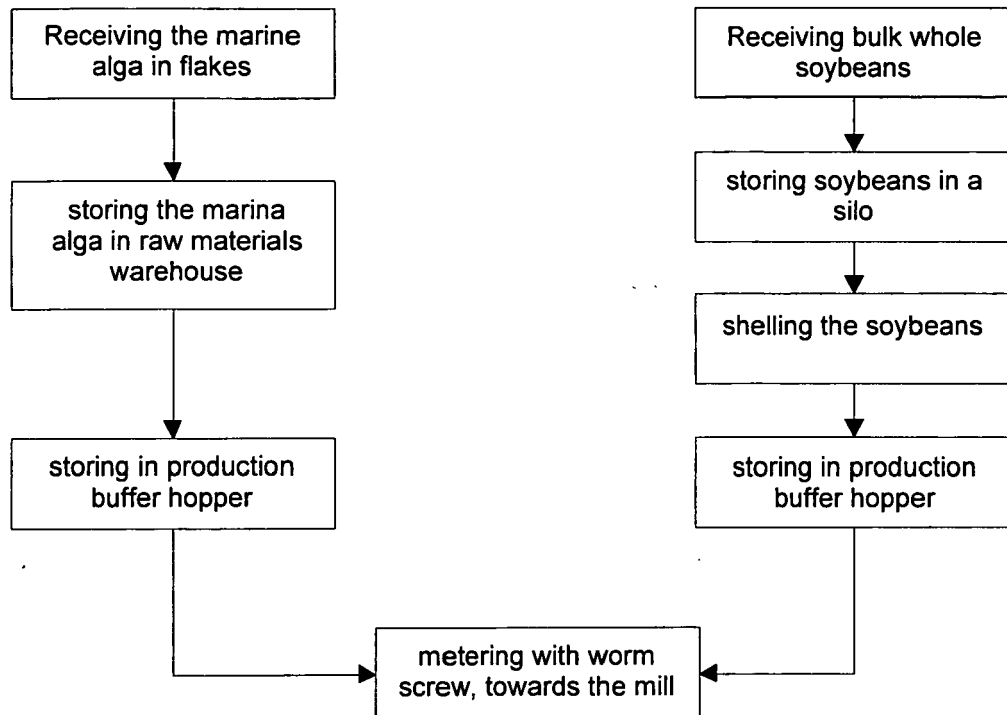 Receiving the marine
alga in flakes
storing the marina
alga in raw materials
warehouse
storing in production
buffer hopper
Receiving bulk whole
soybeans
storing soybeans in a
silo
shelling the soybeans
storing in production
buffer hopper
metering with worm
screw, towards the mill